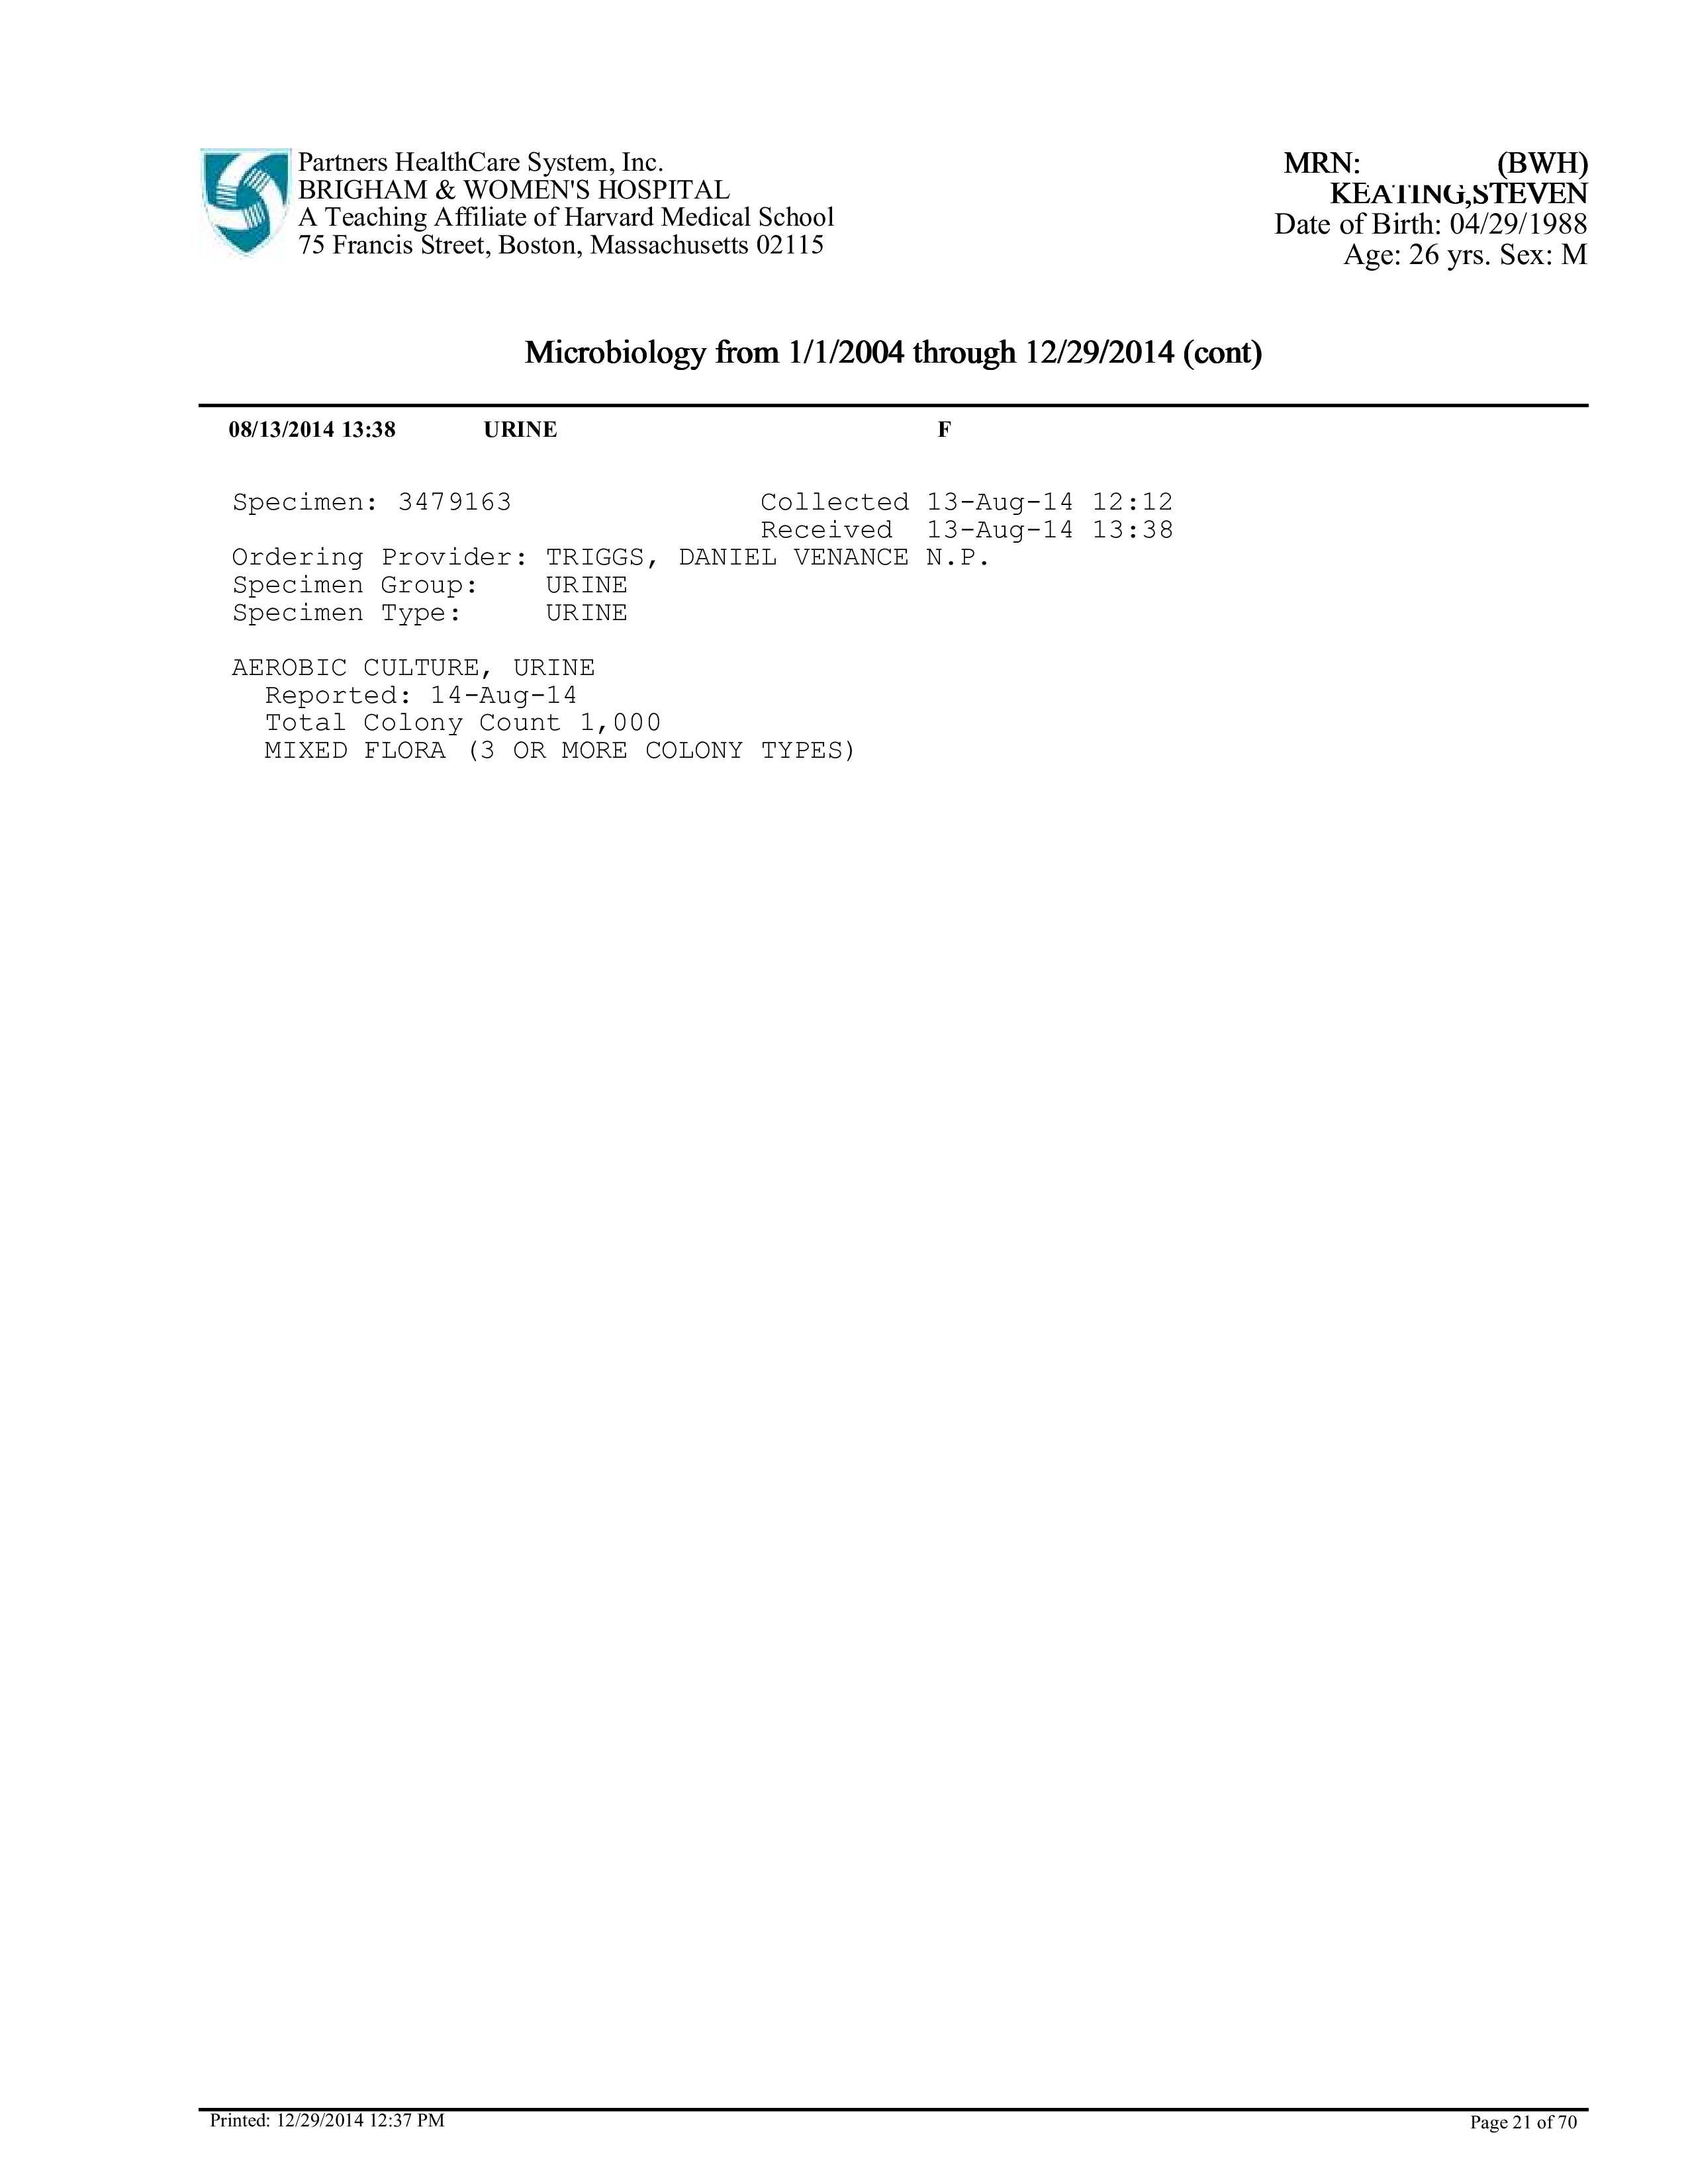 Partners HealthCare System, Inc.
BRIGHAM & WOMEN'S HOSPITAL
A Teaching Affiliate of Harvard Medical School
75 Francis Street, Boston, Massachusetts 02115
MRN: (BWH)
KEATING,STEVEN
Date of Birth: 04/29/1988
Age: 26 yrs. Sex: M
Microbiology from 1/1/2004 through 12/29/2014 (cont)
08/13/2014 13:38 URINE F
Specimen: 3479163 Collected 13-Aug-14 12:12
Received 13-Aug-14 13:38
Ordering Provider: TRIGGS, DANIEL VENANCE N.P.
Specimen Group: URINE
Specimen Type: URINE
AEROBIC CULTURE, URINE
Reported: 14-Aug-14
Total Colony Count 1,000
MIXED FLORA (3 OR MORE COLONY TYPES)
Printed: 12/29/2014 12:37 PM
Page 21 of 70